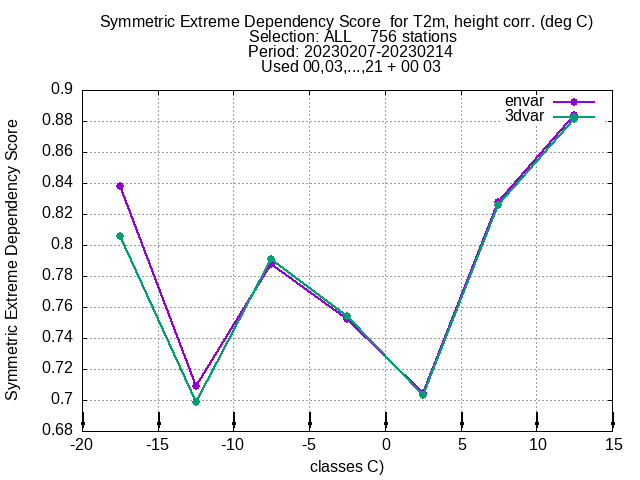 Symmetric Extreme Dependency Score  for T2m, height corr. (deg C)
Selection: ALL    756 stations
Period: 20230207-20230214
Used 00,03,...,21 + 00 03
Symmetric Extreme Dependency Score
envar
3dvar
0.9
0.88
0.86
0.84
0.82
0.8
0.78
0.76
0.74
0.72
0.7
0.68
-20 -15 -10 -5 0 5 10 15
classes C)